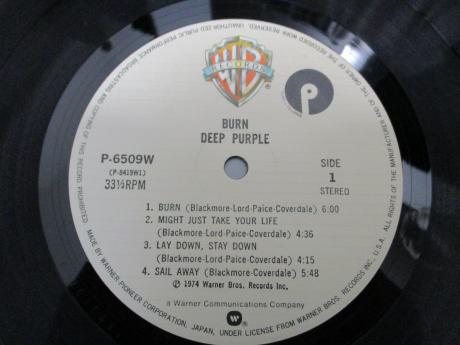 WB
RECORDS
P
BURN
DEEP PURPLE
P-6509W
(P-8419W1)
33⅓RPM
SIDE
1
STEREO
1. BURN (Blackmore-Lord-Paice-Coverdale) 6:00
2. MIGHT JUST TAKE YOUR LIFE
(Blackmore-Lord-Paice-Coverdale) 4:36
3. LAY DOWN, STAY DOWN
(Blackmore-Lord-Paice-Coverdale) 4:15
4. SAIL AWAY (Blackmore-Coverdale) 5:48
℗ 1974 Warner Bros. Records Inc.
a Warner Communications Company
MADE BY WARNER-PIONEER CORPORATION, JAPAN, UNDER LICENSE FROM WARNER BROS. RECORDS INC., U.S.A. ALL RIGHTS OF THE MANUFACTURER AND OF THE OWNER OF THE RECORDED WORK RESERVED. UNAUTHORIZED PUBLIC PERFORMANCE, BROADCASTING AND COPYING OF THIS RECORD PROHIBITED.